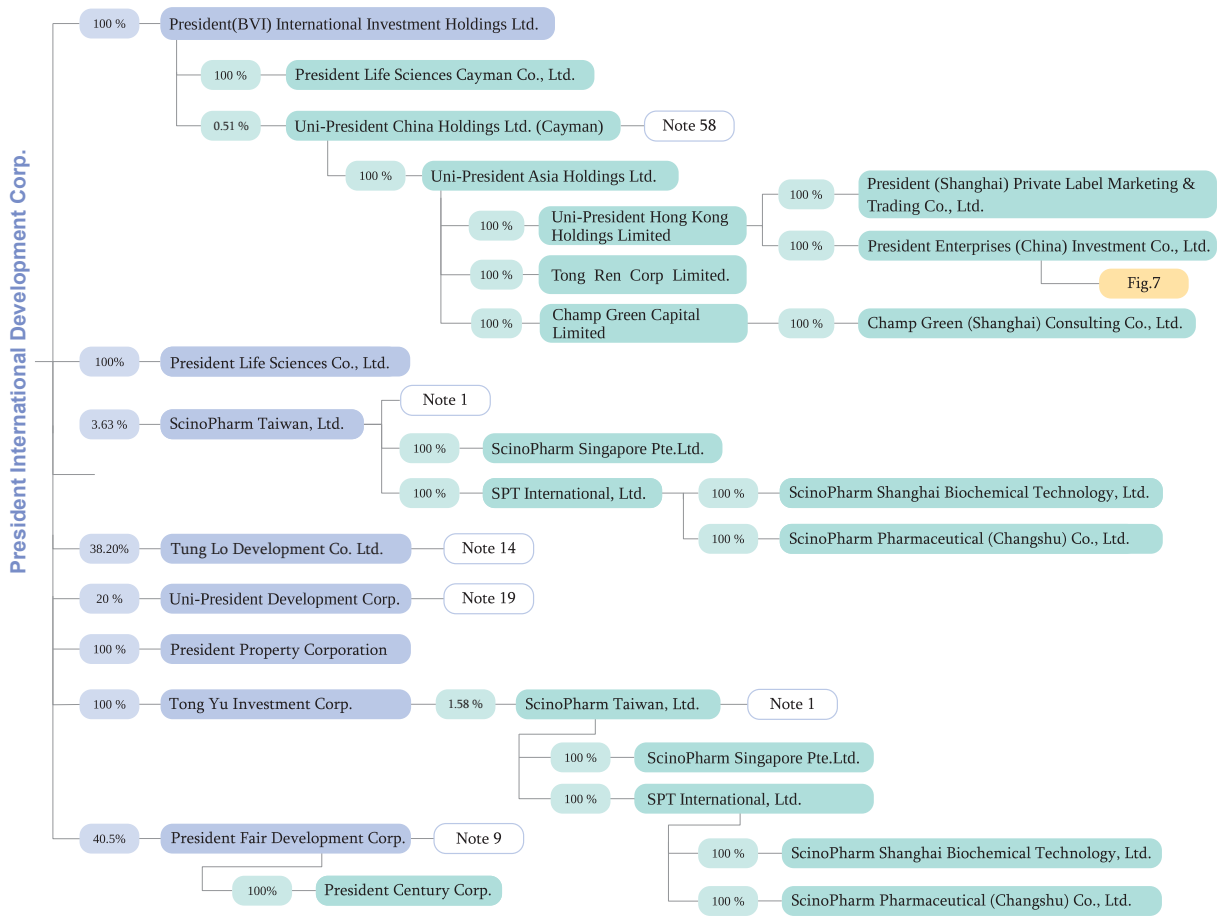 President International Development Corp.
100 %
President(BVI) International Investment Holdings Ltd.
100 %
President Life Sciences Cayman Co., Ltd.
0.51 %
Uni-President China Holdings Ltd. (Cayman)
Note 58
100 %
Uni-President Asia Holdings Ltd.
100 %
Uni-President Hong Kong
Holdings Limited
100 %
President (Shanghai) Private Label Marketing &
Trading Co., Ltd.
100 %
President Enterprises (China) Investment Co., Ltd.
Fig.7
100 %
Tong Ren Corp Limited.
100 %
Champ Green Capital
Limited
100 %
Champ Green (Shanghai) Consulting Co., Ltd.
100%
President Life Sciences Co., Ltd.
3.63 %
ScinoPharm Taiwan, Ltd.
Note 1
100 %
ScinoPharm Singapore Pte.Ltd.
100 %
SPT International, Ltd.
100 %
ScinoPharm Shanghai Biochemical Technology, Ltd.
100 %
ScinoPharm Pharmaceutical (Changshu) Co., Ltd.
38.20%
Tung Lo Development Co. Ltd.
Note 14
20 %
Uni-President Development Corp.
Note 19
100 %
President Property Corporation
100 %
Tong Yu Investment Corp.
1.58 %
ScinoPharm Taiwan, Ltd.
Note 1
100 %
ScinoPharm Singapore Pte.Ltd.
100 %
SPT International, Ltd.
100 %
ScinoPharm Shanghai Biochemical Technology, Ltd.
100 %
ScinoPharm Pharmaceutical (Changshu) Co., Ltd.
40.5%
President Fair Development Corp.
Note 9
100%
President Century Corp.